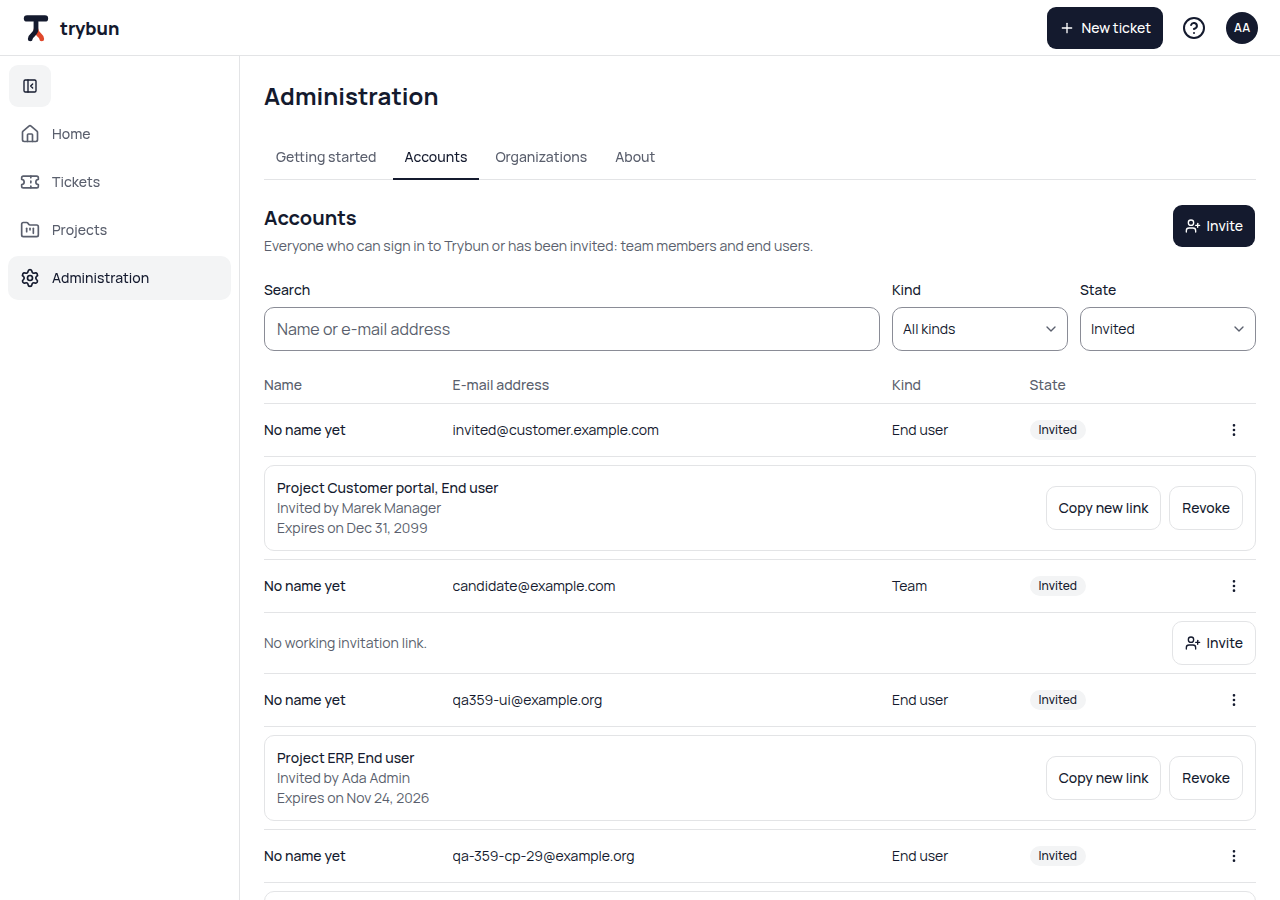 trybun
New ticket
AA
Home
Tickets
Projects
Administration
Administration
Getting started
Accounts
Organizations
About
Accounts
Everyone who can sign in to Trybun or has been invited: team members and end users.
Invite
Search
Kind
State
Name or e-mail address
All kinds
Invited
Name
E-mail address
Kind
State
No name yet
invited@customer.example.com
End user
Invited
Project Customer portal, End user
Invited by Marek Manager
Expires on Dec 31, 2099
Copy new link
Revoke
No name yet
candidate@example.com
Team
Invited
No working invitation link.
Invite
No name yet
qa359-ui@example.org
End user
Invited
Project ERP, End user
Invited by Ada Admin
Expires on Nov 24, 2026
Copy new link
Revoke
No name yet
qa-359-cp-29@example.org
End user
Invited